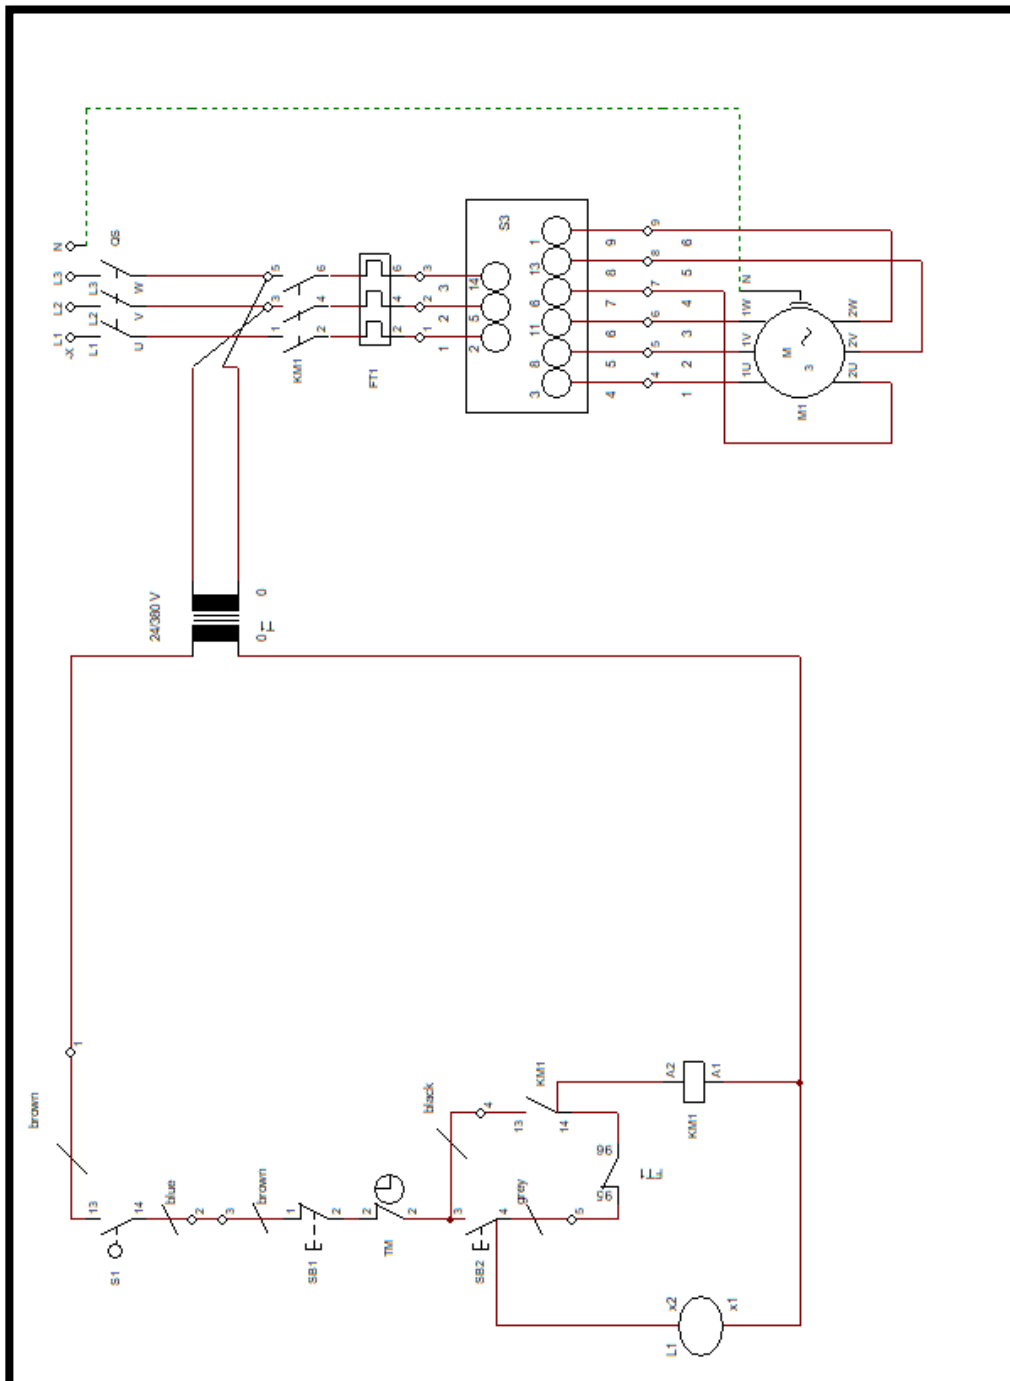 N
L3
L2
L1
-X
QS
L3
L2
L1
W
V
U
5
3
1
6
4
2
KM1
6
4
2
FT1
3
2
1
3
2
1
S3
14
5
2
1
13
6
11
8
3
9
8
7
6
5
4
9
8
7
6
5
4
6
5
4
3
2
1
N
1W
1V
1U
M
3
2W
2V
2U
M1
24/380 V
0
0
1
brown
13
14
S1
blue
2
3
brown
1
2
SB1
2
2
TM
black
4
13
14
KM1
3
4
SB2
grey
5
96
95
A2
A1
KM1
x2
x1
L1